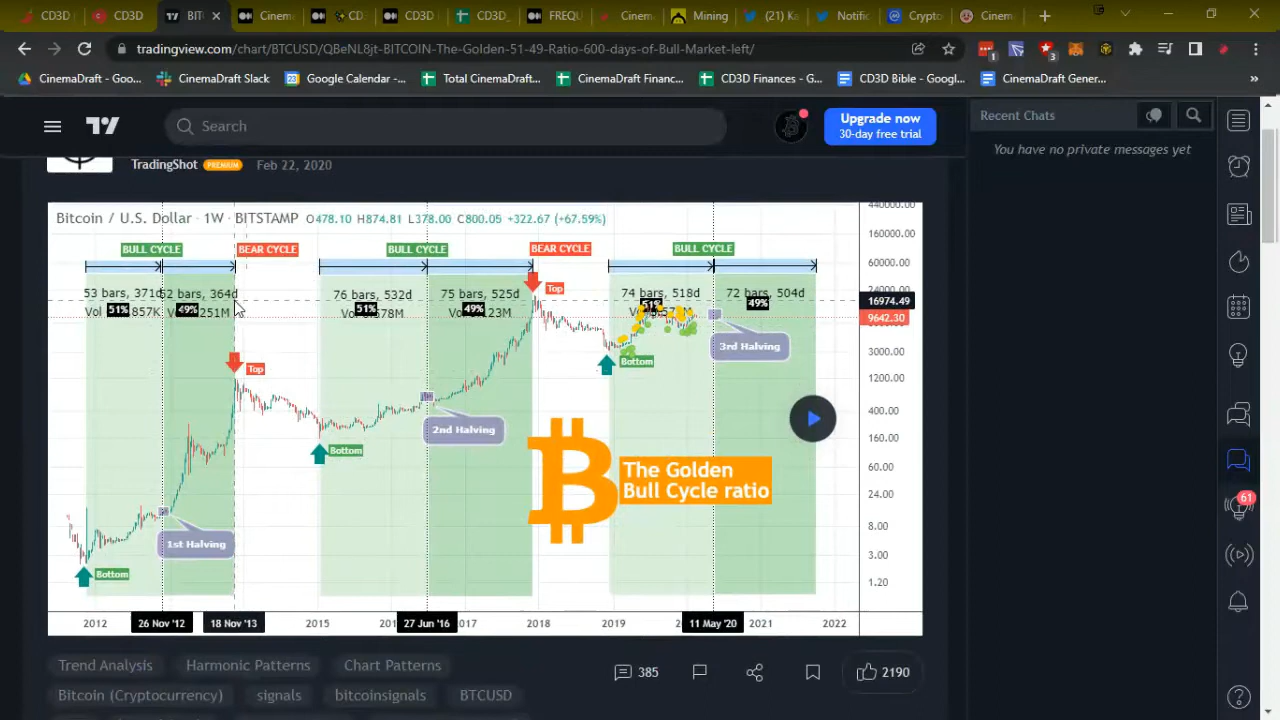 CD3D
CD3D
BIT
Cinem
CD3D
CD3D
CD3D_
FREQU
Cinem
Mining
(21) Ka
Notific
Crypto
Cinem
tradingview.com/chart/BTCUSD/QBeNL8jt-BITCOIN-The-Golden-51-49-Ratio-600-days-of-Bull-Market-left/
1
3
CinemaDraft - Goo...
CinemaDraft Slack
Google Calendar -...
Total CinemaDraft...
CinemaDraft Financ...
CD3D Finances - G...
CD3D Bible - Googl...
CinemaDraft Gener...
Search
Upgrade now
30-day free trial
Recent Chats
You have no private messages yet
TradingShot PREMIUM Feb 22, 2020
Bitcoin / U.S. Dollar · 1W · BITSTAMP O478.10 H874.81 L378.00 C800.05 +322.67 (+67.59%)
440000.00
160000.00
60000.00
16974.49
9642.30
3000.00
1200.00
400.00
160.00
60.00
24.00
8.00
3.00
1.20
BULL CYCLE
BEAR CYCLE
BULL CYCLE
BEAR CYCLE
BULL CYCLE
53 bars, 371d
52 bars, 364d
76 bars, 532d
75 bars, 525d
74 bars, 518d
72 bars, 504d
Vol 51% 857K
49% 251M
51% 578M
49% 23M
51%
49%
Top
Top
Bottom
Bottom
Bottom
1st Halving
2nd Halving
3rd Halving
The Golden
Bull Cycle ratio
2012
26 Nov '12
18 Nov '13
2015
27 Jun '16
2018
2019
11 May '20
2021
2022
Trend Analysis
Harmonic Patterns
Chart Patterns
385
2190
Bitcoin (Cryptocurrency)
signals
bitcoinsignals
BTCUSD
61